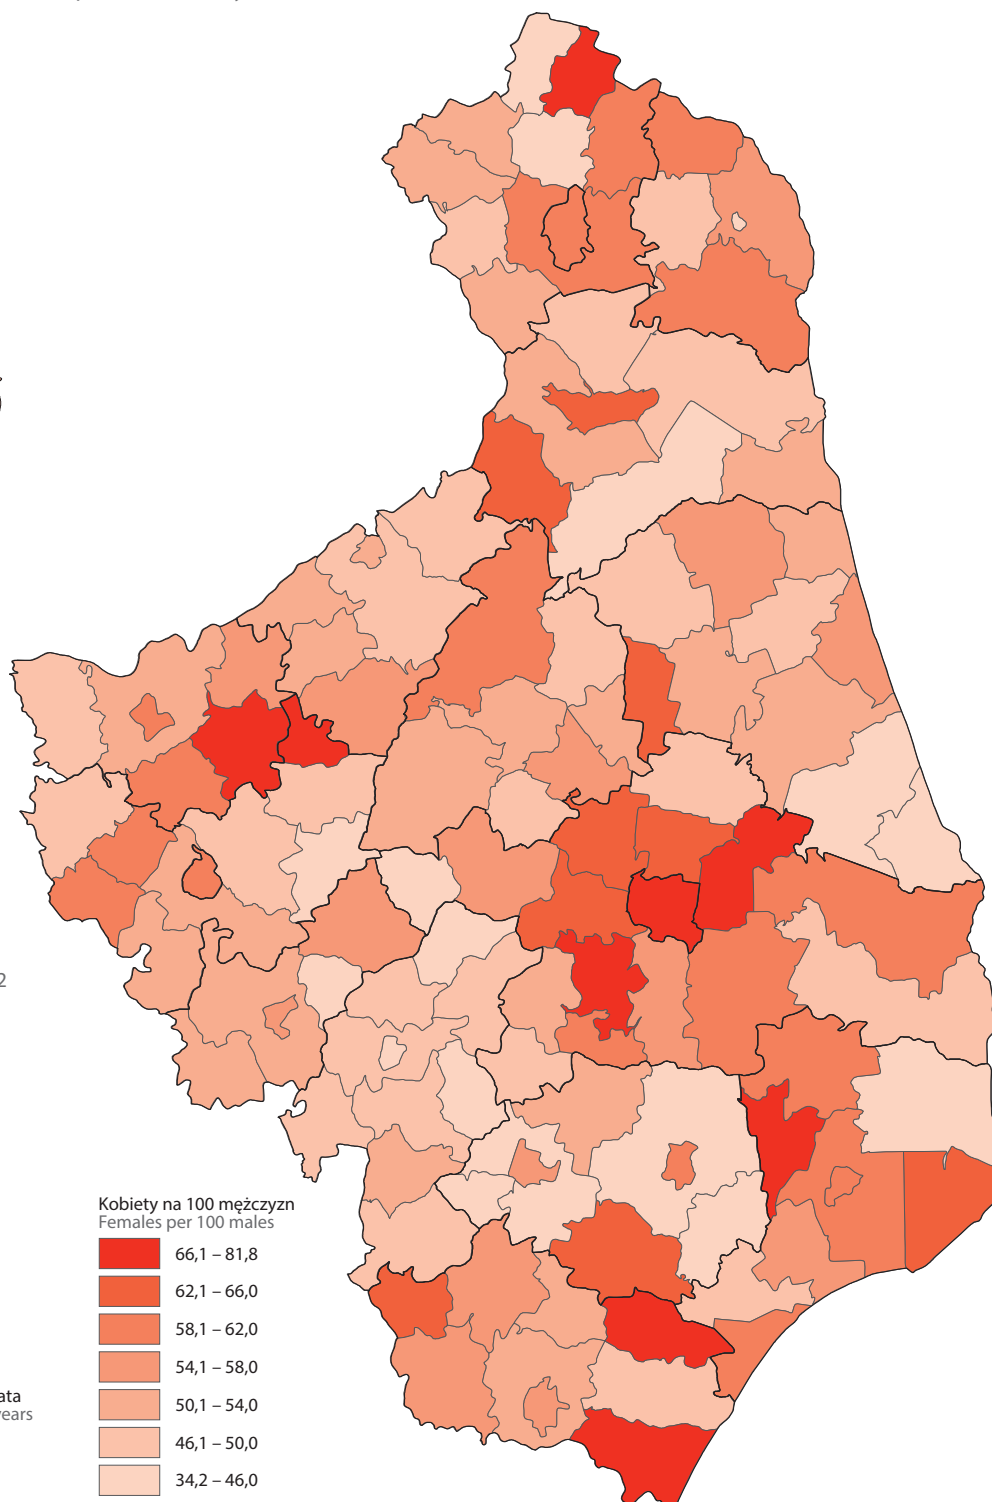 2
Kobiety na 100 mężczyzn
Females per 100 males
66,1 – 81,8
62,1 – 66,0
58,1 – 62,0
54,1 – 58,0
50,1 – 54,0
46,1 – 50,0
34,2 – 46,0